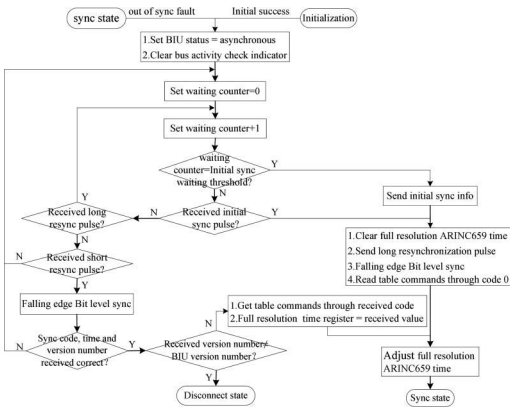 sync state
out of sync fault
Initial success
Initialization
1.Set BIU status = asynchronous
2.Clear bus activity check indicator
Set waiting counter=0
Set waiting counter+1
waiting
counter=Initial sync
waiting threshold?
Y
N
Send initial sync info
Y
Received long
resync pulse?
N
Received initial
sync pulse?
Y
N
1.Clear full resolution ARINC659 time
2.Send long resynchronization pulse
3.Falling edge Bit level sync
4.Read table commands through code 0
Received short
resync pulse?
Y
Falling edge Bit level sync
1.Get table commands through received code
2.Full resolution time register = received value
N
Sync code, time and
version number
received correct?
N
Y
Received version number≠
BIU version number?
Y
Adjust full resolution
ARINC659 time
Disconnect state
Sync state